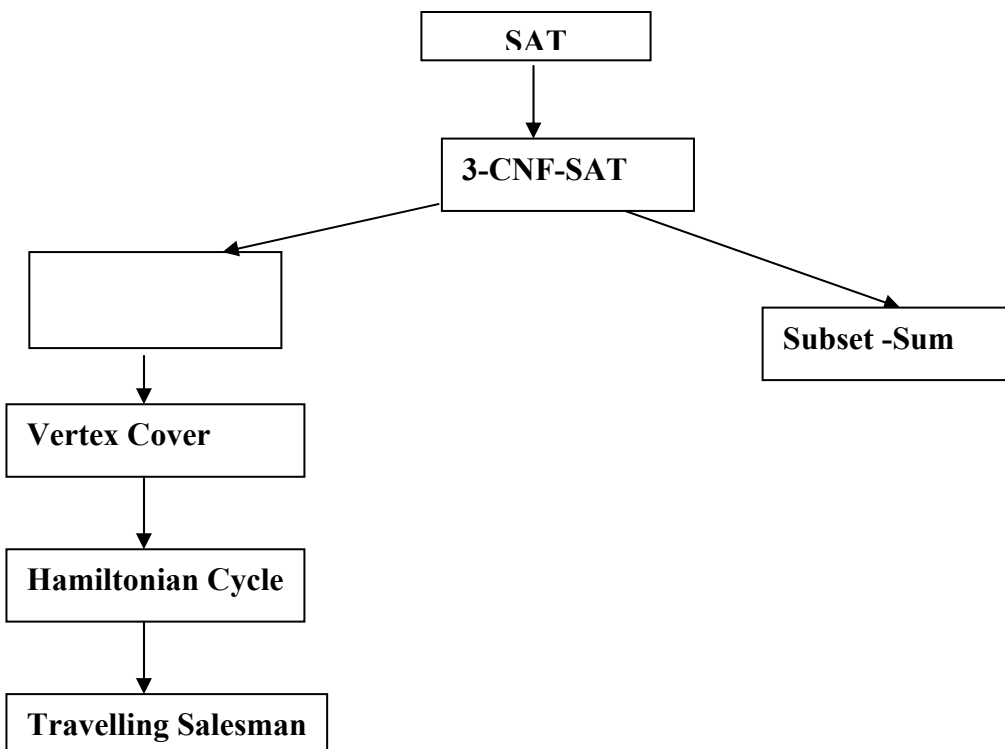 SAT
3-CNF-SAT
Subset -Sum
Vertex Cover
Hamiltonian Cycle
Travelling Salesman